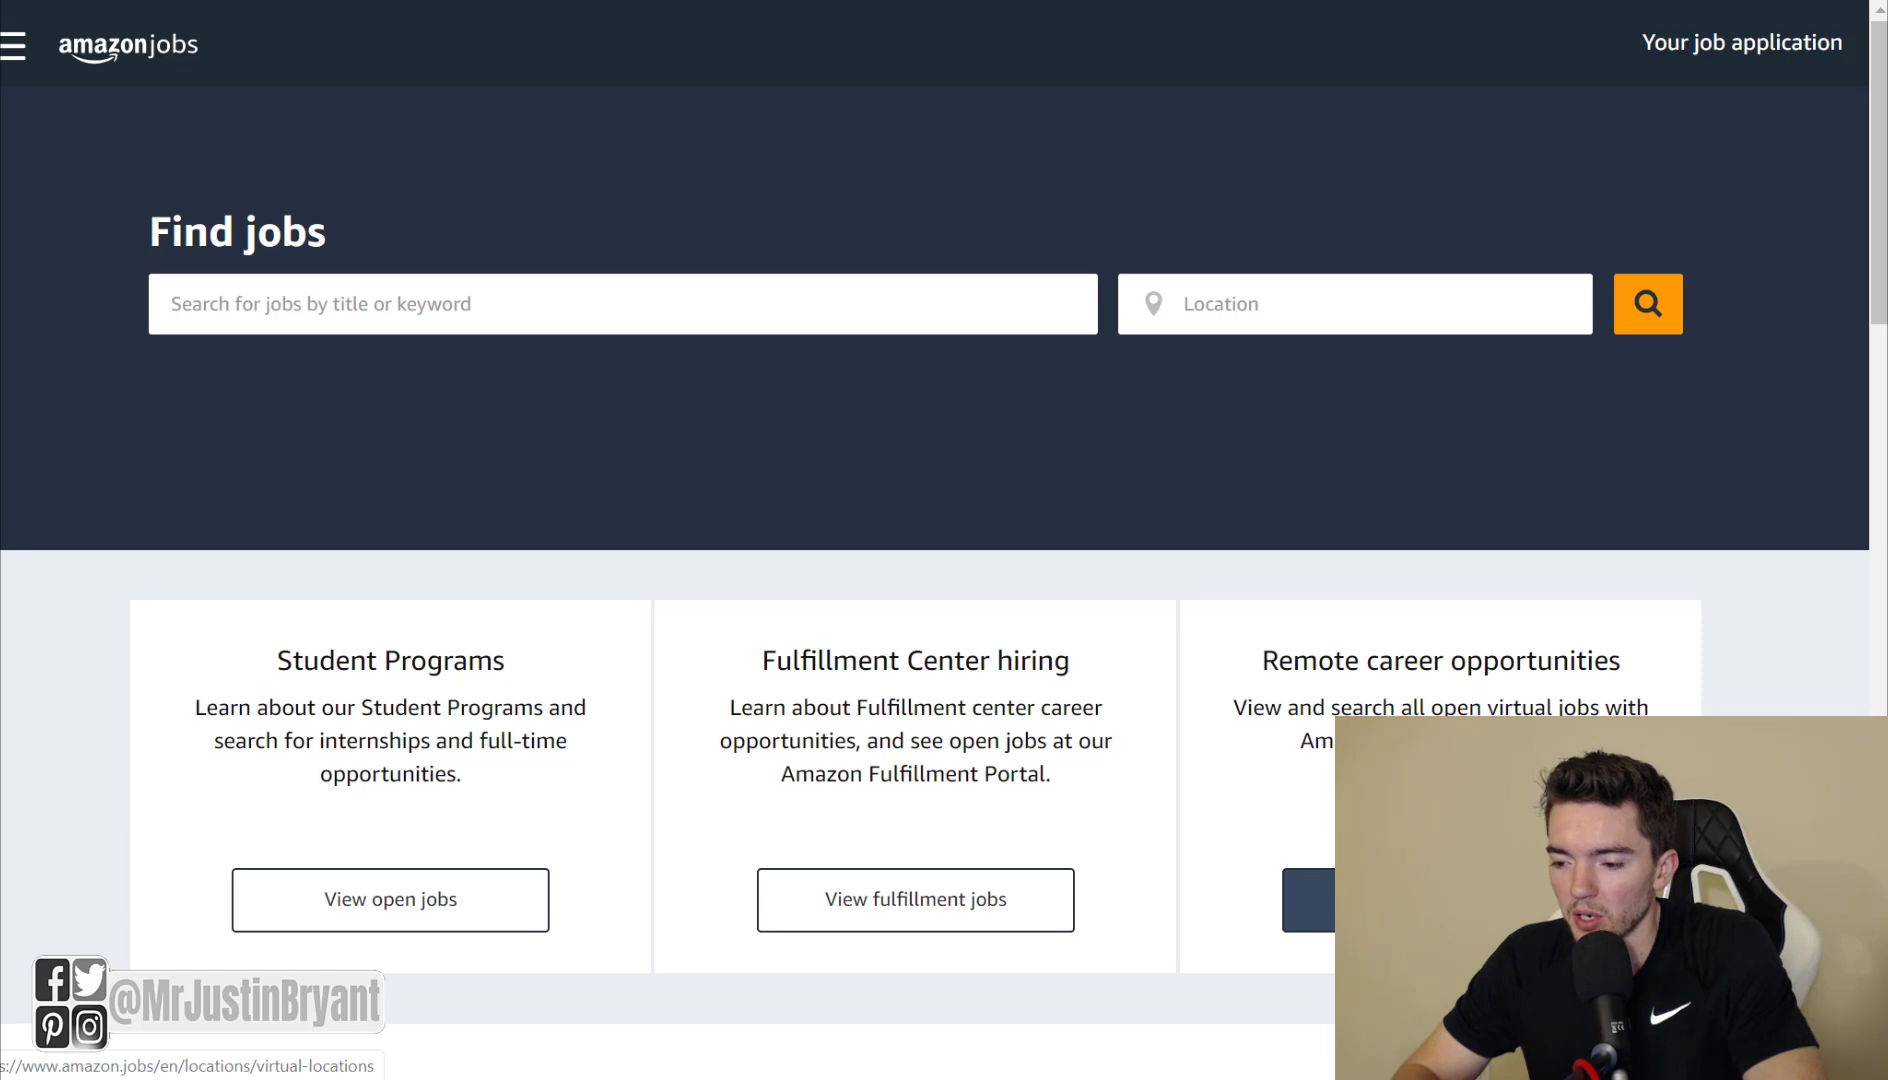 amazonjobs
Your job application
Find jobs
Search for jobs by title or keyword
Location
Student Programs
Learn about our Student Programs and
search for internships and full-time
opportunities.
View open jobs
Fulfillment Center hiring
Learn about Fulfillment center career
opportunities, and see open jobs at our
Amazon Fulfillment Portal.
View fulfillment jobs
Remote career opportunities
View and search all open virtual jobs with
Am
@MrJustinBryant
s://www.amazon.jobs/en/locations/virtual-locations